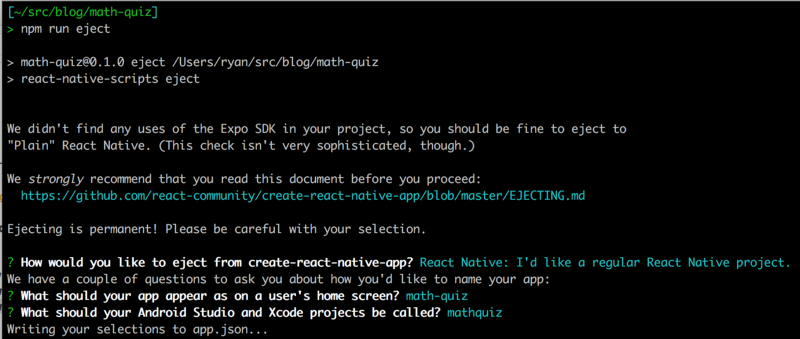 [~/src/blog/math-quiz]
> npm run eject
> math-quiz@0.1.0 eject /Users/ryan/src/blog/math-quiz
> react-native-scripts eject
We didn't find any uses of the Expo SDK in your project, so you should be fine to eject to
"Plain" React Native. (This check isn't very sophisticated, though.)
We strongly recommend that you read this document before you proceed:
https://github.com/react-community/create-react-native-app/blob/master/EJECTING.md
Ejecting is permanent! Please be careful with your selection.
? How would you like to eject from create-react-native-app? React Native: I'd like a regular React Native project.
We have a couple of questions to ask you about how you'd like to name your app:
? What should your app appear as on a user's home screen? math-quiz
? What should your Android Studio and Xcode projects be called? mathquiz
Writing your selections to app.json...